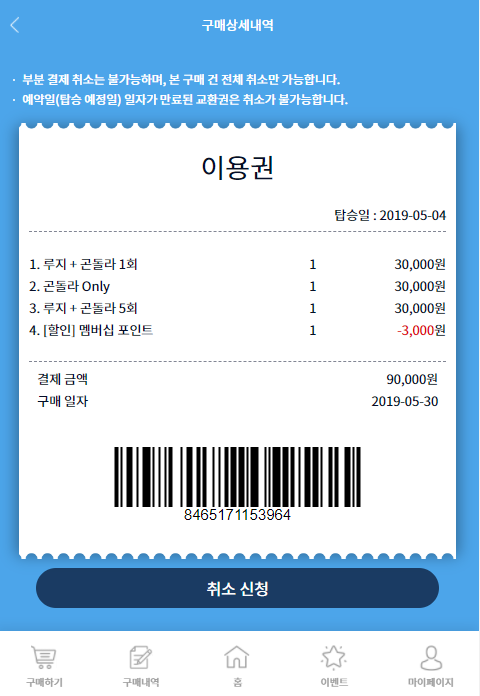 구매상세내역
· 부분 결제 취소는 불가능하며, 본 구매 건 전체 취소만 가능합니다.
· 예약일(탑승 예정일) 일자가 만료된 교환권은 취소가 불가능합니다.
이용권
탑승일 : 2019-05-04
1. 루지 + 곤돌라 1회 1 30,000원
2. 곤돌라 Only 1 30,000원
3. 루지 + 곤돌라 5회 1 30,000원
4. [할인] 멤버십 포인트 1 -3,000원
결제 금액 90,000원
구매 일자 2019-05-30
8465171153964
취소 신청
구매하기 구매내역 홈 이벤트 마이페이지